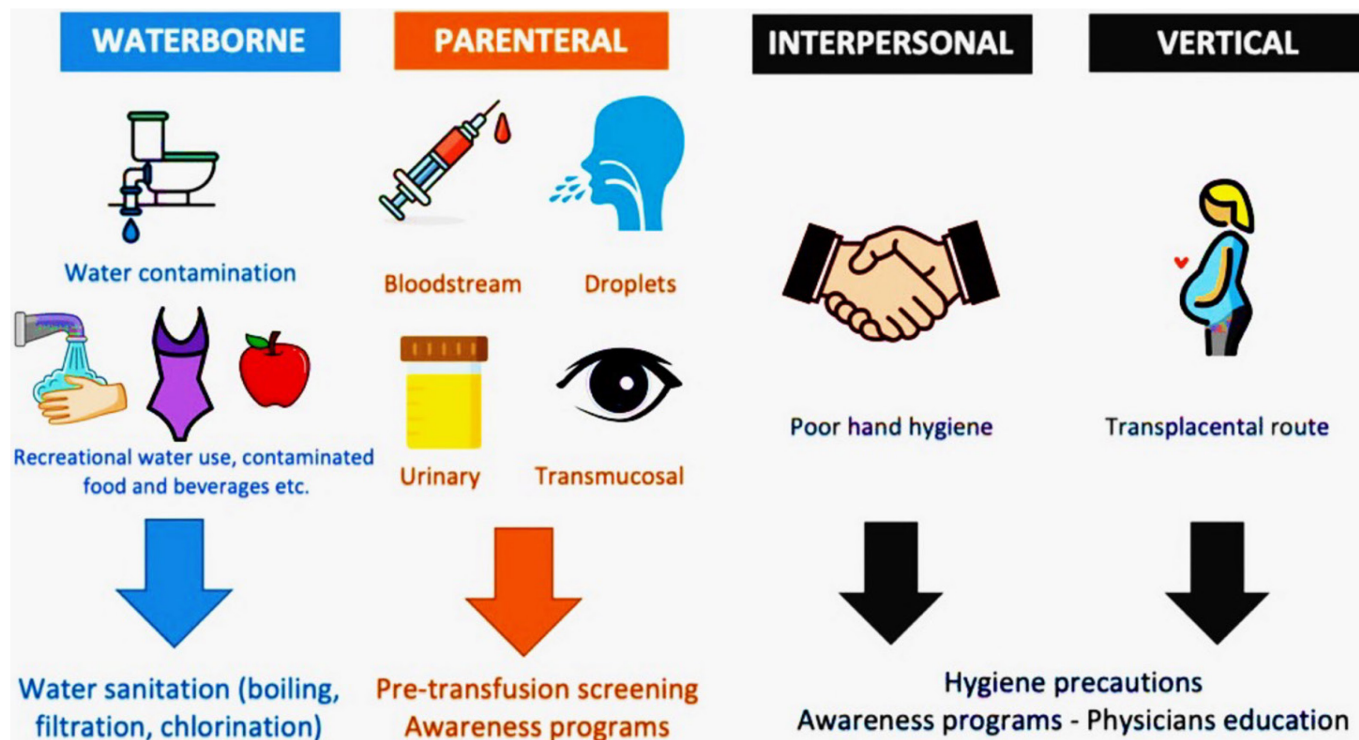 WATERBORNE
Water contamination
Recreational water use, contaminated
food and beverages etc.
Water sanitation (boiling,
filtration, chlorination)
PARENTERAL
Bloodstream
Droplets
Urinary
Transmucosal
Pre-transfusion screening
Awareness programs
INTERPERSONAL
Poor hand hygiene
VERTICAL
Transplacental route
Hygiene precautions
Awareness programs - Physicians education